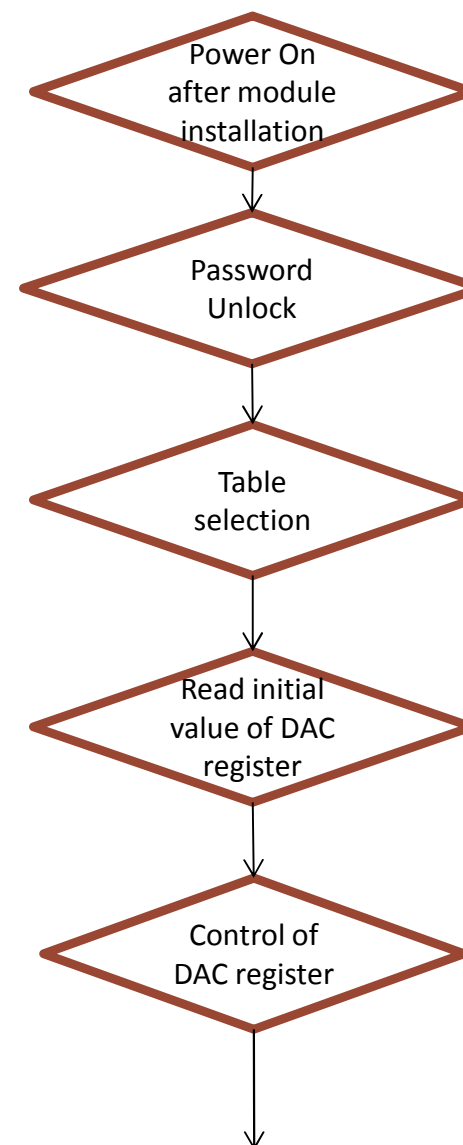 Power On
after module
installation
Password
Unlock
Table
selection
Read initial
value of DAC
register
Control of
DAC register